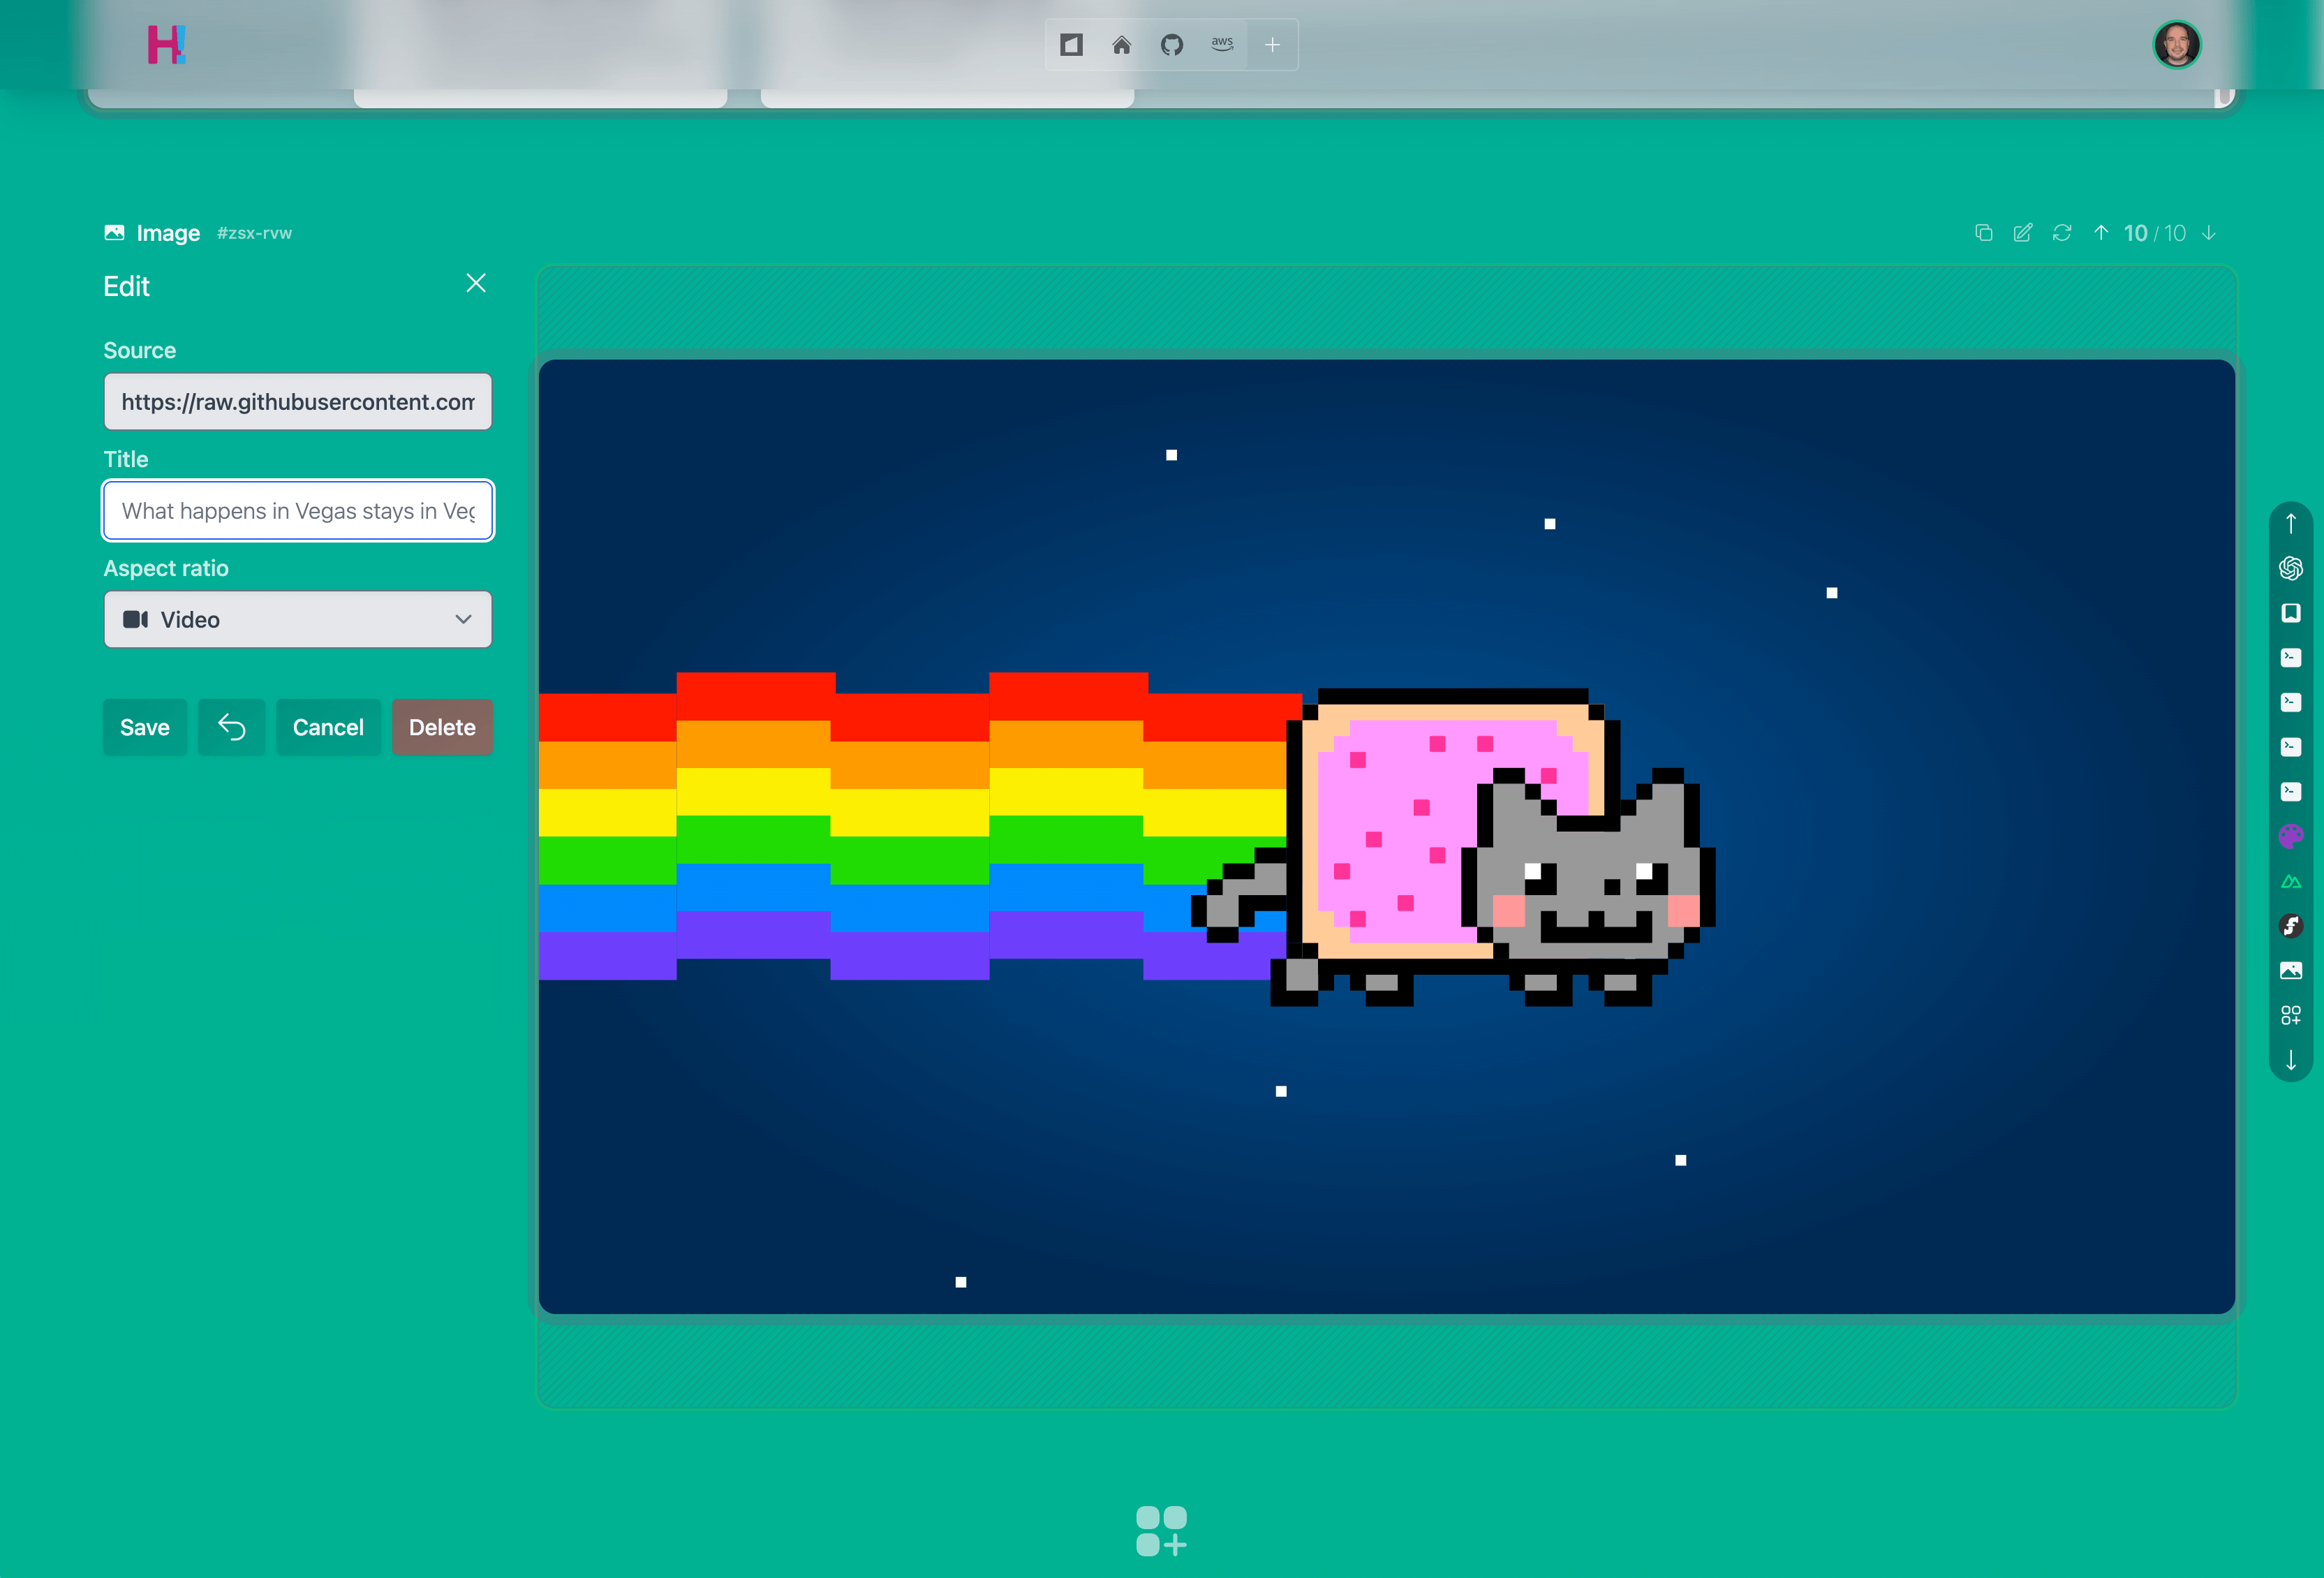 H!
aws
Image #zsx-rvw
10 / 10
Edit
Source
https://raw.githubusercontent.com
Title
What happens in Vegas stays in Veg
Aspect ratio
Video
Save
Cancel
Delete